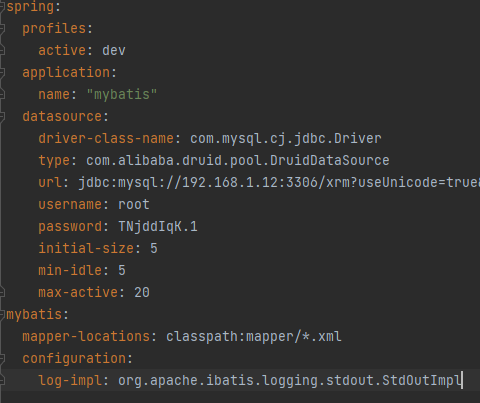 spring:
  profiles:
    active: dev
  application:
    name: "mybatis"
  datasource:
    driver-class-name: com.mysql.cj.jdbc.Driver
    type: com.alibaba.druid.pool.DruidDataSource
    url: jdbc:mysql://192.168.1.12:3306/xrm?useUnicode=true&
    username: root
    password: TNjddIqK.1
    initial-size: 5
    min-idle: 5
    max-active: 20
mybatis:
  mapper-locations: classpath:mapper/*.xml
  configuration:
    log-impl: org.apache.ibatis.logging.stdout.StdOutImpl